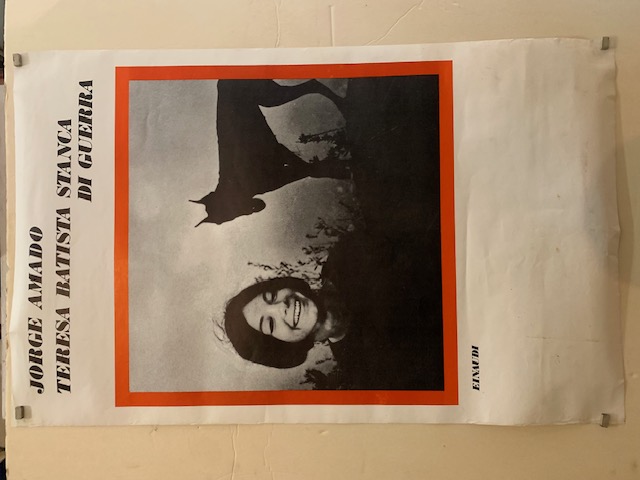 JORGE AMADO
TERESA BATISTA STANCA
DI GUERRA
EINAUDI